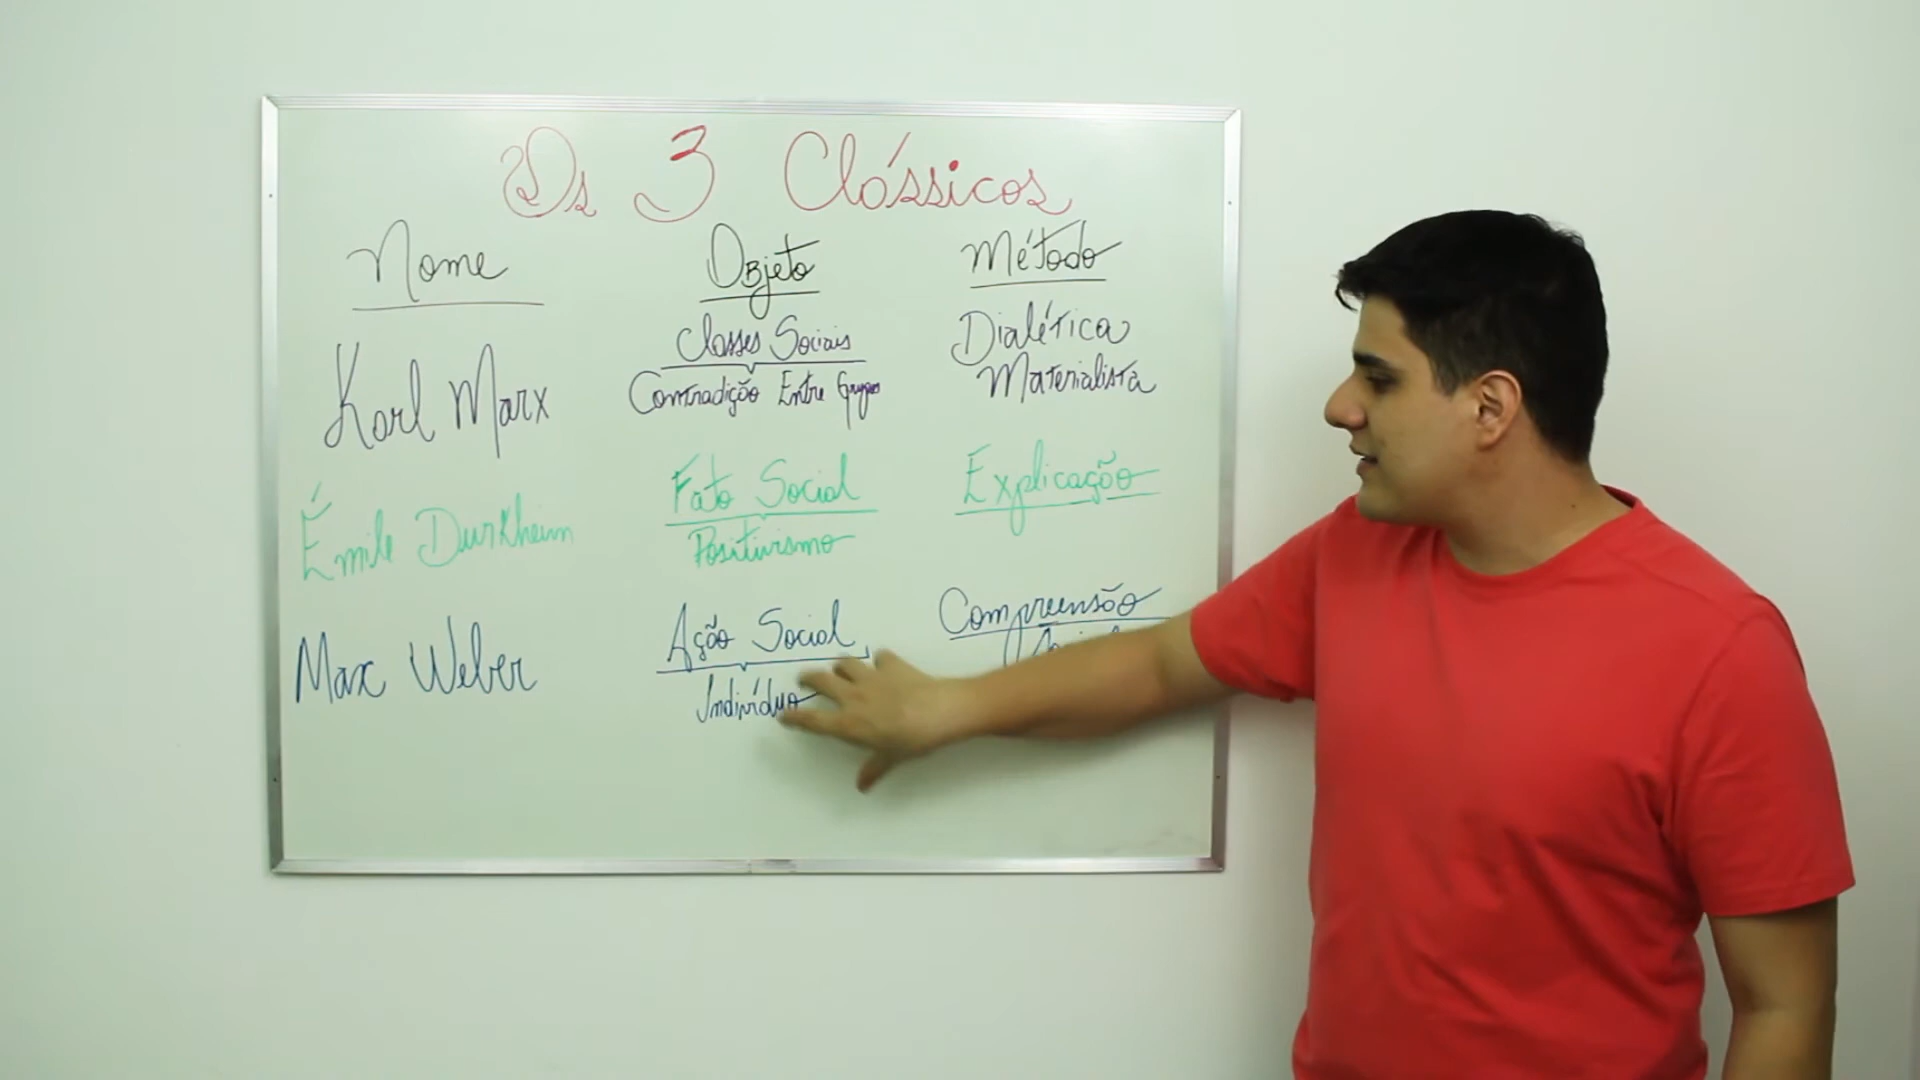 Os 3 Clássicos
Nome Objeto Método
Karl Marx Classes Sociais Dialética
Contradição Entre Grupos Materialista
Émile Durkheim Fato Social Explicação
Positivismo
Max Weber Ação Social Compreensão
Indivíduo